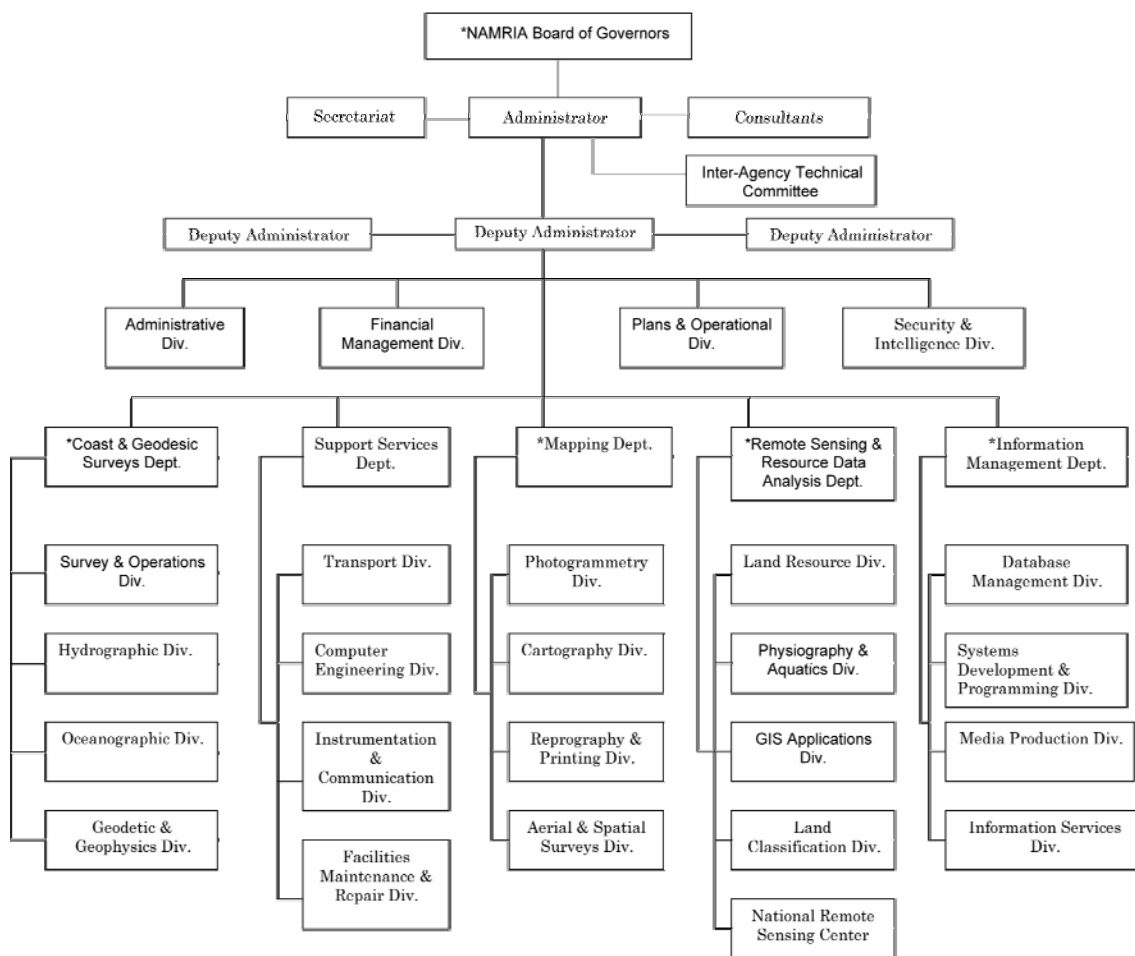 *NAMRIA Board of Governors
Secretariat
Administrator
Consultants
Inter-Agency Technical
Committee
Deputy Administrator
Deputy Administrator
Deputy Administrator
Administrative
Div.
Financial
Management Div.
Plans & Operational
Div.
Security &
Intelligence Div.
*Coast & Geodesic
Surveys Dept.
Support Services
Dept.
*Mapping Dept.
*Remote Sensing &
Resource Data
Analysis Dept.
*Information
Management Dept.
Survey & Operations
Div.
Transport Div.
Photogrammetry
Div.
Land Resource Div.
Database
Management Div.
Hydrographic Div.
Computer
Engineering Div.
Cartography Div.
Physiography &
Aquatics Div.
Systems
Development &
Programming Div.
Oceanographic Div.
Instrumentation
&
Communication
Div.
Reprography &
Printing Div.
GIS Applications
Div.
Media Production Div.
Geodetic &
Geophysics Div.
Facilities
Maintenance &
Repair Div.
Aerial & Spatial
Surveys Div.
Land
Classification Div.
Information Services
Div.
National Remote
Sensing Center